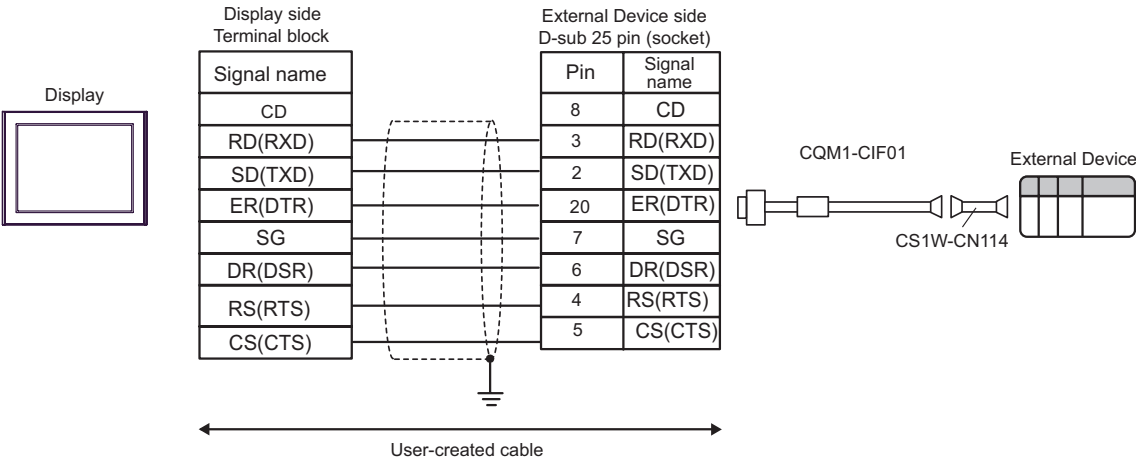 Display side
Terminal block
External Device side
D-sub 25 pin (socket)
Signal name
Pin
Signal
name
Display
CD
8
CD
RD(RXD)
3
RD(RXD)
SD(TXD)
2
SD(TXD)
ER(DTR)
20
ER(DTR)
SG
7
SG
DR(DSR)
6
DR(DSR)
RS(RTS)
4
RS(RTS)
CS(CTS)
5
CS(CTS)
CQM1-CIF01
External Device
CS1W-CN114
User-created cable